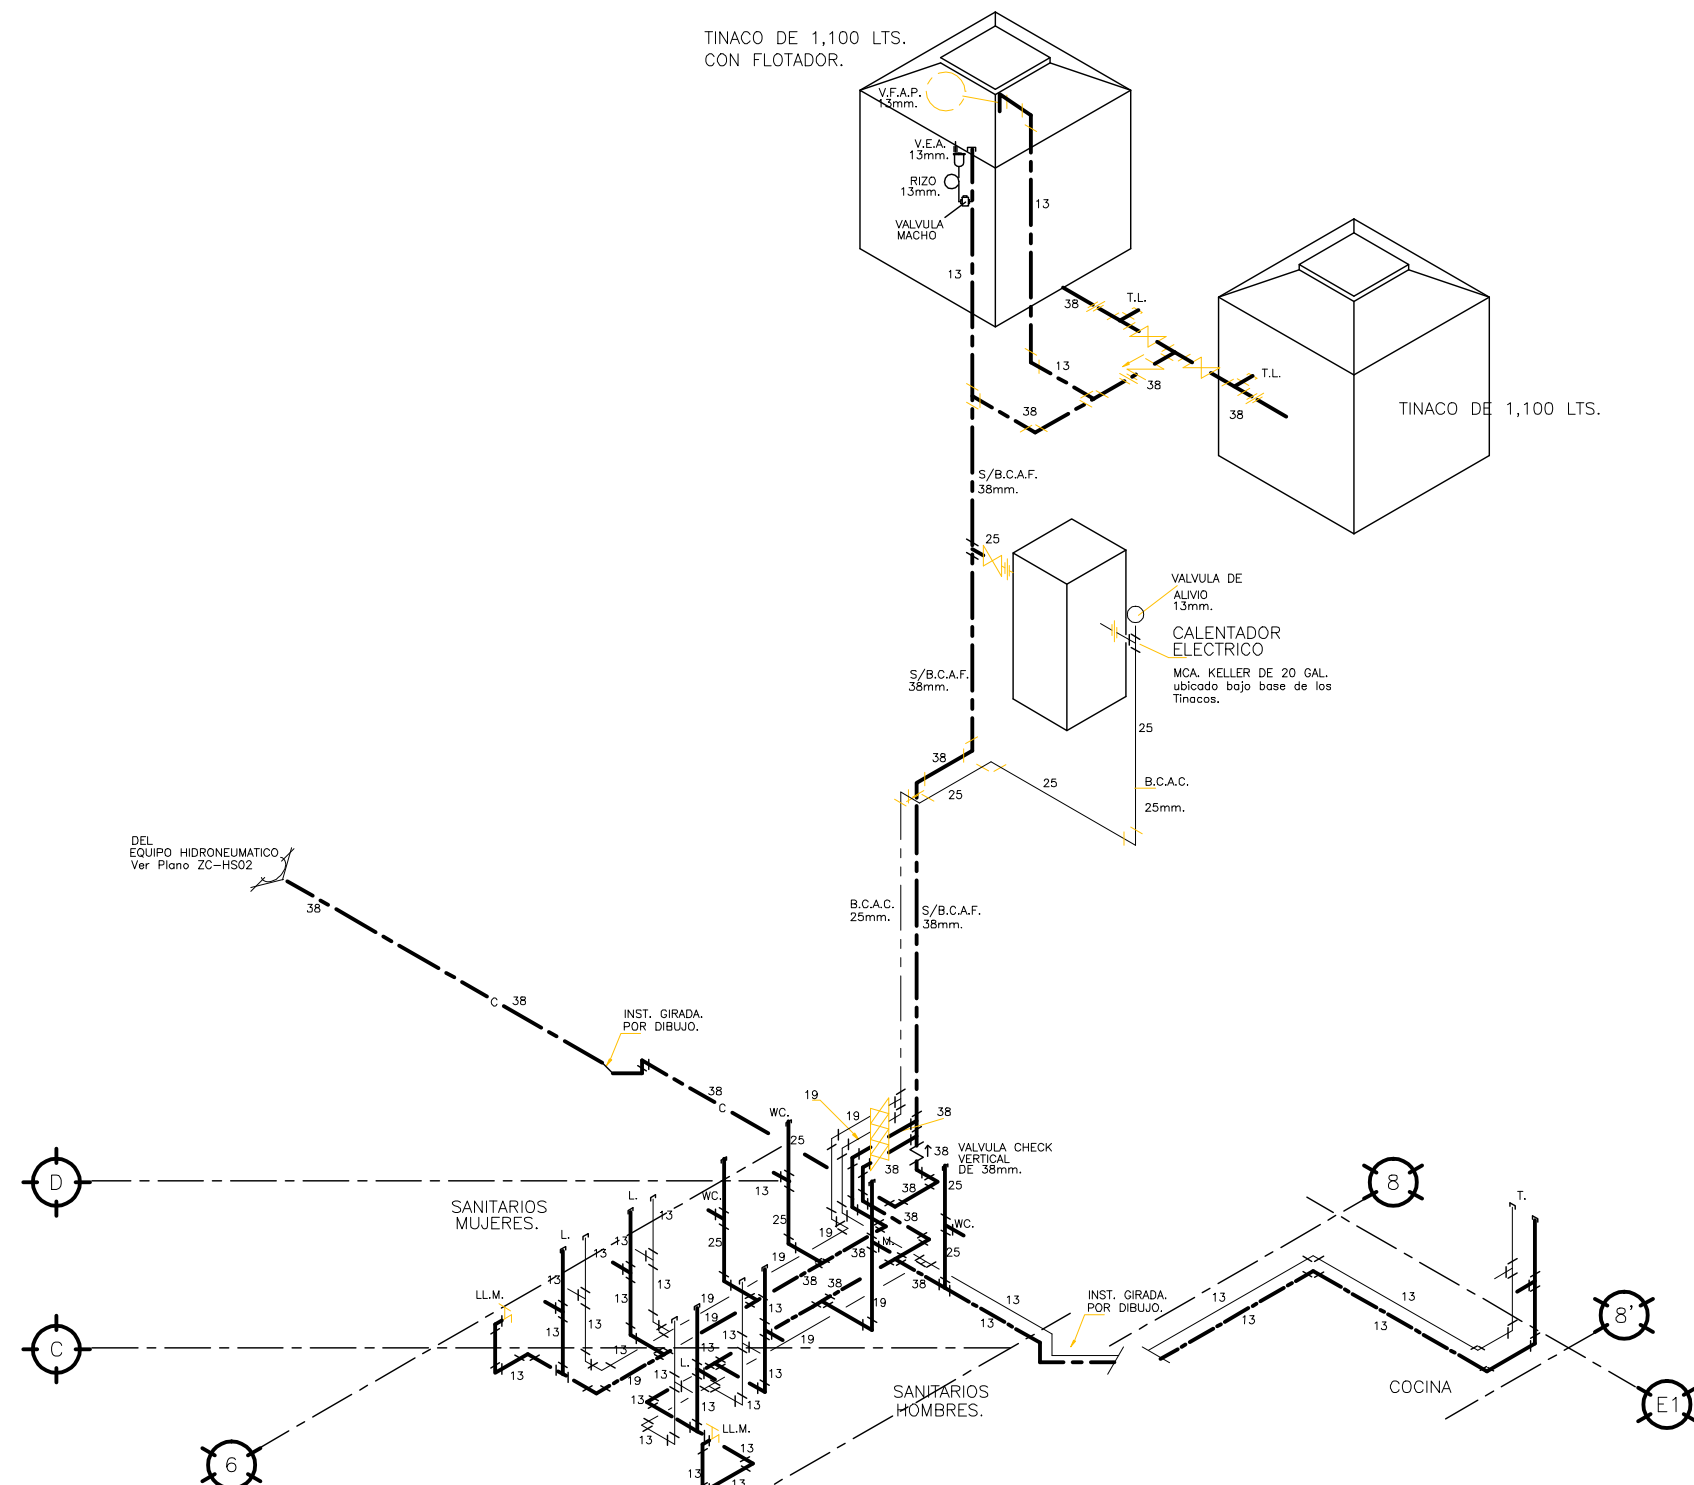 TINACO DE 1,100 LTS.
CON FLOTADOR.
V.F.A.P.
13mm.
V.E.A.
13mm.
RIZO
13mm.
VALVULA
MACHO
13
13
38
T.L.
13
38
T.L.
38
38
TINACO DE 1,100 LTS.
S/B.C.A.F.
38mm.
25
VALVULA DE
ALIVIO
13mm.
CALENTADOR
ELECTRICO
MCA. KELLER DE 20 GAL.
ubicado bajo base de los
Tinacos.
S/B.C.A.F.
38mm.
25
38
25
25
B.C.A.C.
25mm.
DEL
EQUIPO HIDRONEUMATICO
Ver Plano ZC-HS02
38
B.C.A.C.
25mm.
S/B.C.A.F.
38mm.
C 38
INST. GIRADA.
POR DIBUJO.
38
C
19
19
38
WC.
25
VALVULA CHECK
VERTICAL
DE 38mm.
38
38
D
SANITARIOS
MUJERES.
13
25
38
WC.
L.
13
25
38
19
WC.
M.
25
8
T.
L.
13
25
19
38
13
13
13
38
38
38
19
LL.M.
13
13
13
19
19
13
19
13
13
INST. GIRADA.
POR DIBUJO.
13
13
13
13
8'
C
13
19
13
L.
13
13
13
13
SANITARIOS
HOMBRES.
COCINA
E1
13
LL.M.
13
13
13
6